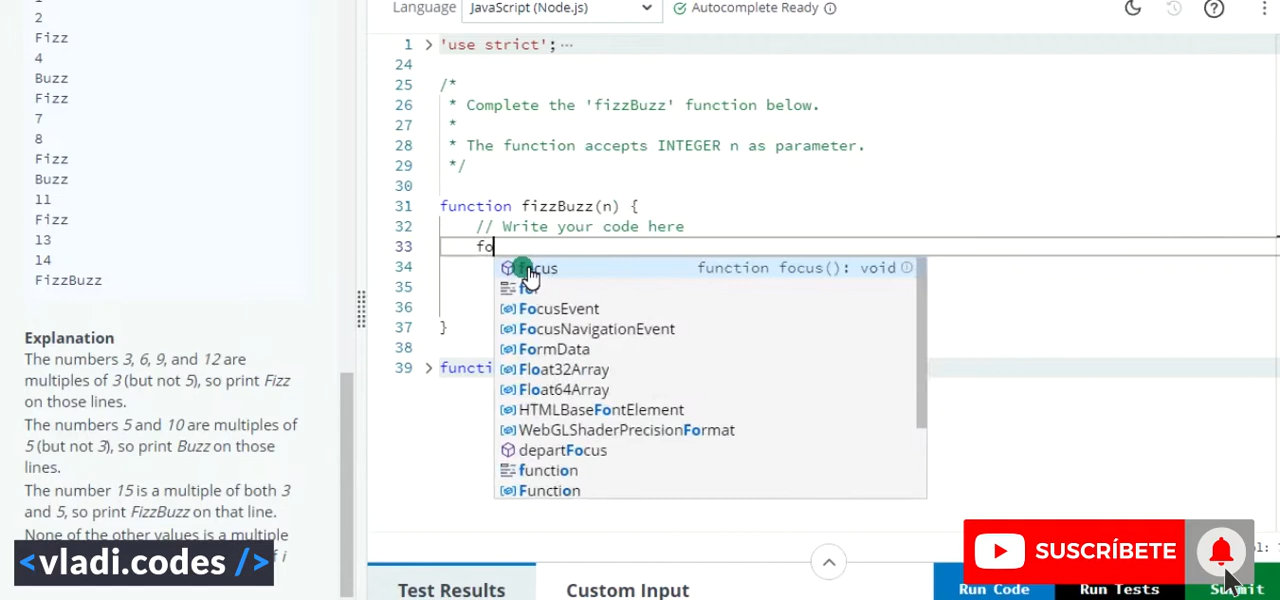 Language JavaScript (Node.js) Autocomplete Ready
2
Fizz
4
Buzz
Fizz
7
8
Fizz
Buzz
11
Fizz
13
14
FizzBuzz
Explanation
The numbers 3, 6, 9, and 12 are
multiples of 3 (but not 5), so print Fizz
on those lines.
The numbers 5 and 10 are multiples of
5 (but not 3), so print Buzz on those
lines.
The number 15 is a multiple of both 3
and 5, so print FizzBuzz on that line.
None of the other values is a multiple
<vladi.codes />
1 'use strict'; ···
24
25 /*
26 * Complete the 'fizzBuzz' function below.
27 *
28 * The function accepts INTEGER n as parameter.
29 */
30
31 function fizzBuzz(n) {
32 // Write your code here
33 fo
34
35
36
37 }
38
39 functi
focus function focus(): void
for
FocusEvent
FocusNavigationEvent
FormData
Float32Array
Float64Array
HTMLBaseFontElement
WebGLShaderPrecisionFormat
departFocus
function
Function
SUSCRÍBETE
Test Results Custom Input Run Code Run Tests Submit